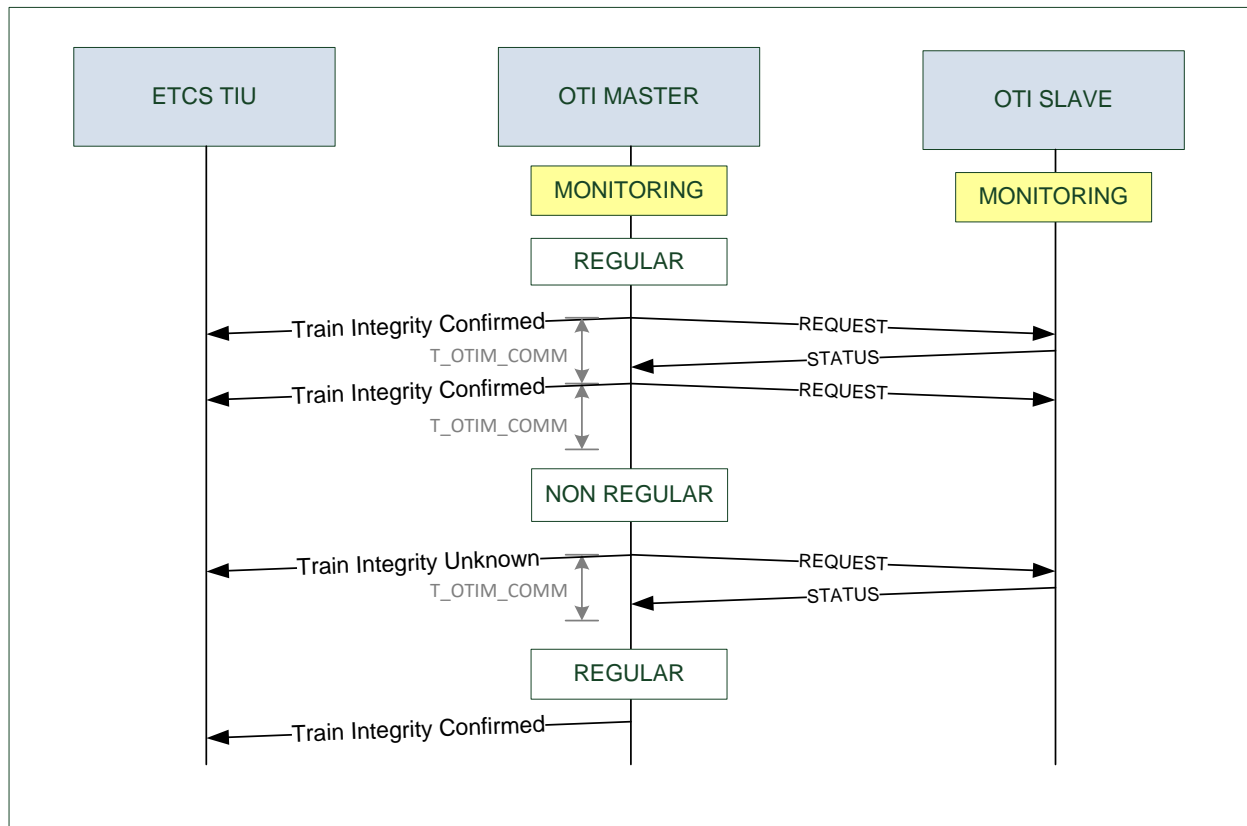 ETCS TIU
OTI MASTER
OTI SLAVE
MONITORING
MONITORING
REGULAR
Train Integrity Confirmed
REQUEST
T_OTIM_COMM
STATUS
Train Integrity Confirmed
REQUEST
T_OTIM_COMM
NON REGULAR
Train Integrity Unknown
REQUEST
T_OTIM_COMM
STATUS
REGULAR
Train Integrity Confirmed